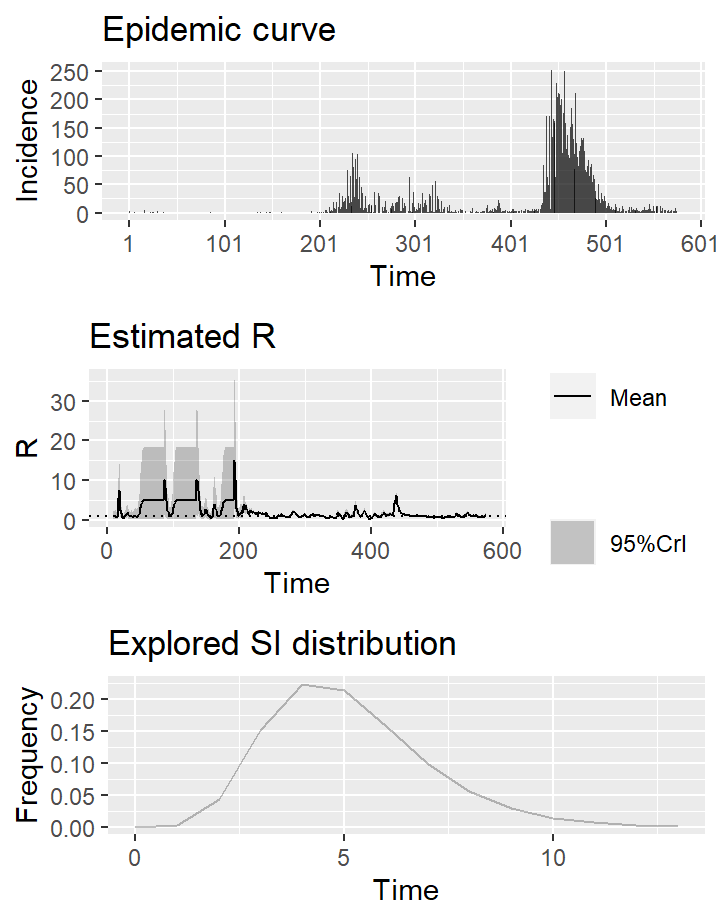 Epidemic curve
250
200
150
100
50
0
Incidence
1 101 201 301 401 501 601
Time
Estimated R
30
20
10
0
R
0 200 400 600
Time
Mean
95%CrI
Explored SI distribution
0.20
0.15
0.10
0.05
0.00
Frequency
0 5 10
Time